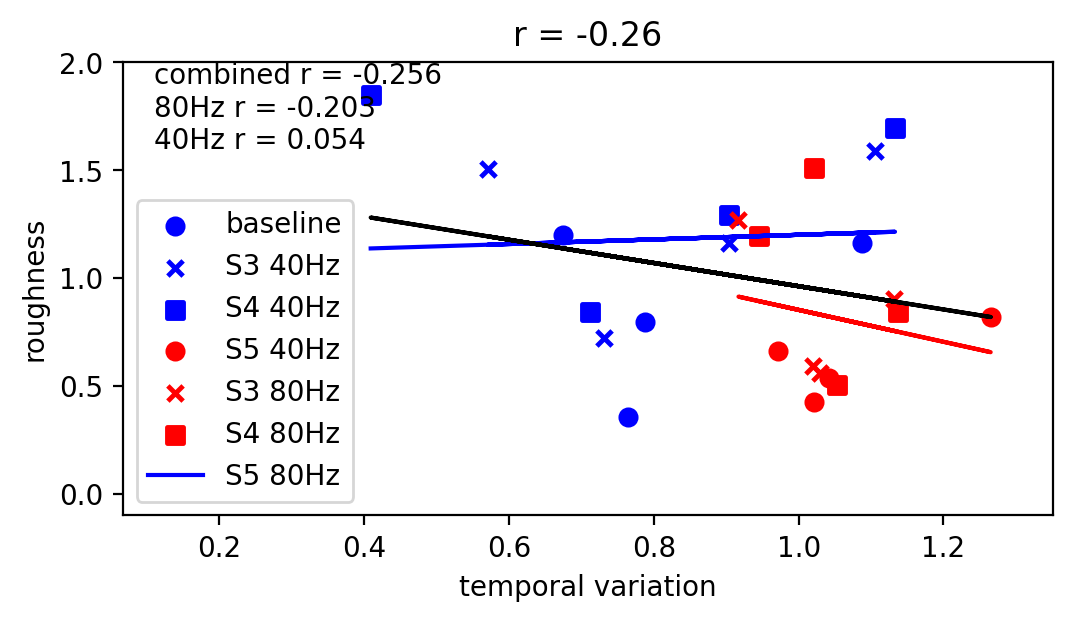 r = -0.26
combined r = -0.256
80Hz r = -0.203
40Hz r = 0.054
baseline
S3 40Hz
S4 40Hz
S5 40Hz
S3 80Hz
S4 80Hz
S5 80Hz
roughness
2.0
1.5
1.0
0.5
0.0
0.2 0.4 0.6 0.8 1.0 1.2
temporal variation